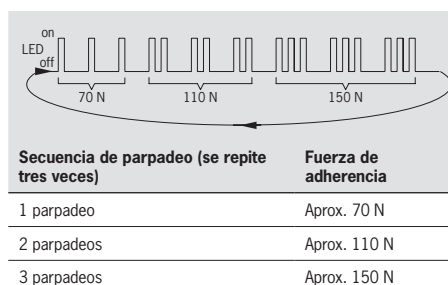 on
LED
off
70 N
110 N
150 N
Secuencia de parpadeo (se repite
tres veces)
Fuerza de
adherencia
1 parpadeo
Aprox. 70 N
2 parpadeos
Aprox. 110 N
3 parpadeos
Aprox. 150 N